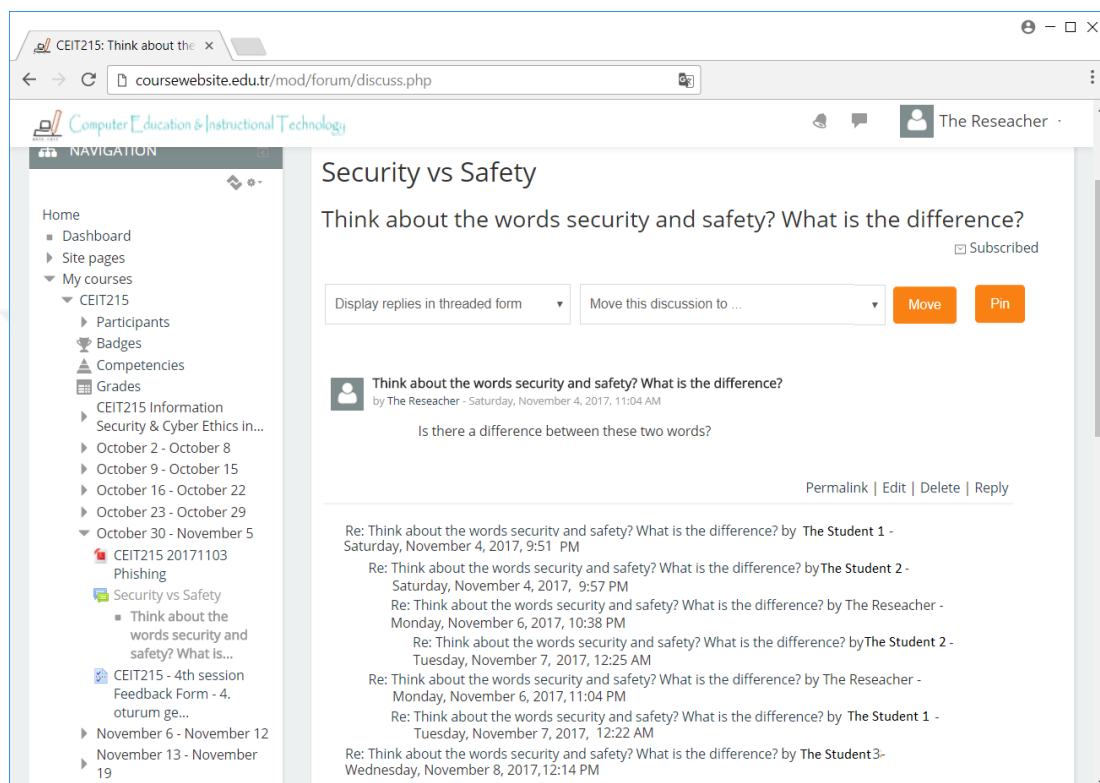 CEIT215: Think about the
coursewebsite.edu.tr/mod/forum/discuss.php
Computer Education & Instructional Technology
The Reseacher
NAVIGATION
Home
Dashboard
Site pages
My courses
CEIT215
Participants
Badges
Competencies
Grades
CEIT215 Information
Security & Cyber Ethics in...
October 2 - October 8
October 9 - October 15
October 16 - October 22
October 23 - October 29
October 30 - November 5
CEIT215 20171103
Phishing
Security vs Safety
Think about the
words security and
safety? What is...
CEIT215 - 4th session
Feedback Form - 4.
oturum ge...
November 6 - November 12
November 13 - November
19
Security vs Safety
Think about the words security and safety? What is the difference?
Subscribed
Display replies in threaded form
Move this discussion to ...
Move
Pin
Think about the words security and safety? What is the difference?
by The Reseacher - Saturday, November 4, 2017, 11:04 AM
Is there a difference between these two words?
Permalink | Edit | Delete | Reply
Re: Think about the words security and safety? What is the difference? by The Student 1 -
Saturday, November 4, 2017, 9:51 PM
Re: Think about the words security and safety? What is the difference? by The Student 2 -
Saturday, November 4, 2017, 9:57 PM
Re: Think about the words security and safety? What is the difference? by The Reseacher -
Monday, November 6, 2017, 10:38 PM
Re: Think about the words security and safety? What is the difference? by The Student 2 -
Tuesday, November 7, 2017, 12:25 AM
Re: Think about the words security and safety? What is the difference? by The Reseacher -
Monday, November 6, 2017, 11:04 PM
Re: Think about the words security and safety? What is the difference? by The Student 1 -
Tuesday, November 7, 2017, 12:22 AM
Re: Think about the words security and safety? What is the difference? by The Student3-
Wednesday, November 8, 2017,12:14 PM